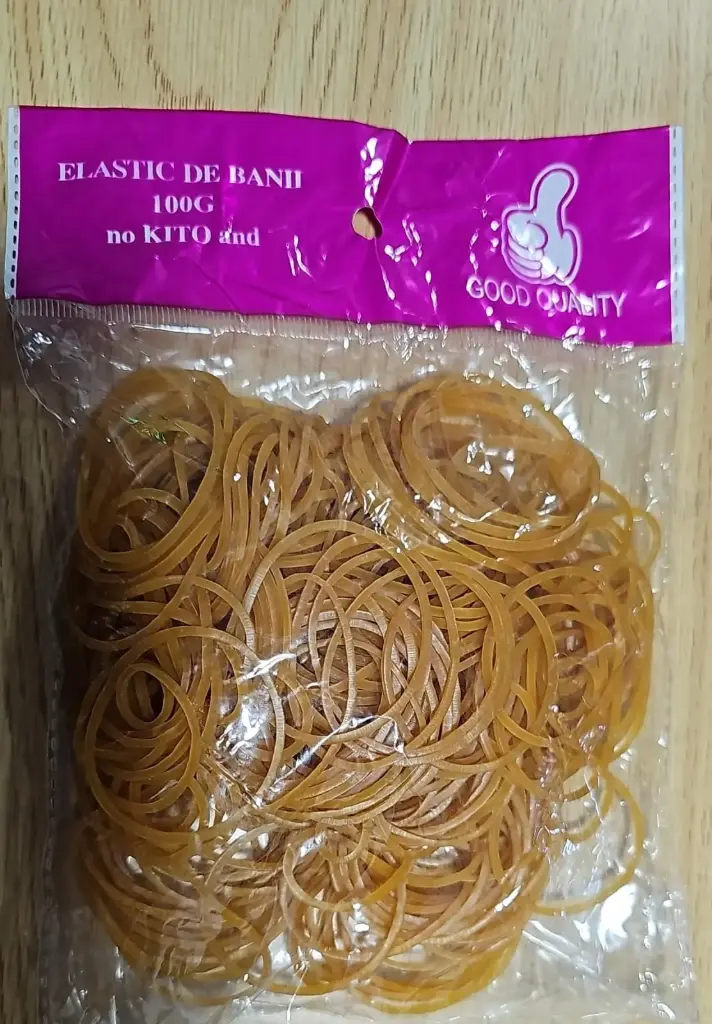 ELASTIC DE BANII
100G
no KITO and
GOOD QUALITY